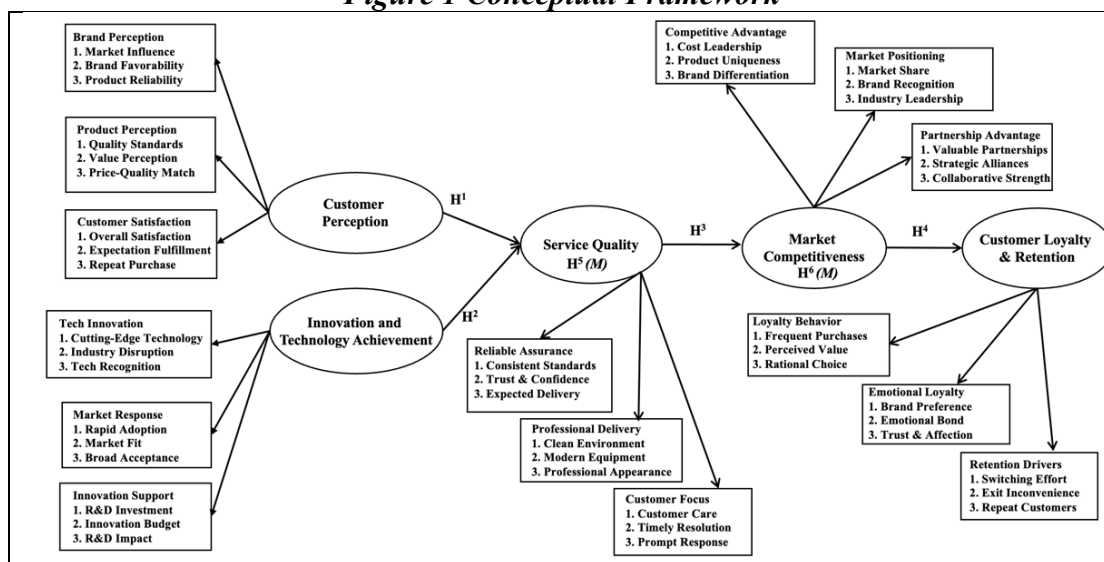 Figure 1 Conceptual Framework
Brand Perception
1. Market Influence
2. Brand Favorability
3. Product Reliability
Product Perception
1. Quality Standards
2. Value Perception
3. Price-Quality Match
Customer Satisfaction
1. Overall Satisfaction
2. Expectation Fulfillment
3. Repeat Purchase
Customer
Perception
H1
Tech Innovation
1. Cutting-Edge Technology
2. Industry Disruption
3. Tech Recognition
Market Response
1. Rapid Adoption
2. Market Fit
3. Broad Acceptance
Innovation Support
1. R&D Investment
2. Innovation Budget
3. R&D Impact
Innovation and
Technology Achievement
H2
Service Quality
H5 (M)
Reliable Assurance
1. Consistent Standards
2. Trust & Confidence
3. Expected Delivery
Professional Delivery
1. Clean Environment
2. Modern Equipment
3. Professional Appearance
Customer Focus
1. Customer Care
2. Timely Resolution
3. Prompt Response
H3
Competitive Advantage
1. Cost Leadership
2. Product Uniqueness
3. Brand Differentiation
Market Positioning
1. Market Share
2. Brand Recognition
3. Industry Leadership
Partnership Advantage
1. Valuable Partnerships
2. Strategic Alliances
3. Collaborative Strength
Market
Competitiveness
H6 (M)
H4
Customer Loyalty
& Retention
Loyalty Behavior
1. Frequent Purchases
2. Perceived Value
3. Rational Choice
Emotional Loyalty
1. Brand Preference
2. Emotional Bond
3. Trust & Affection
Retention Drivers
1. Switching Effort
2. Exit Inconvenience
3. Repeat Customers